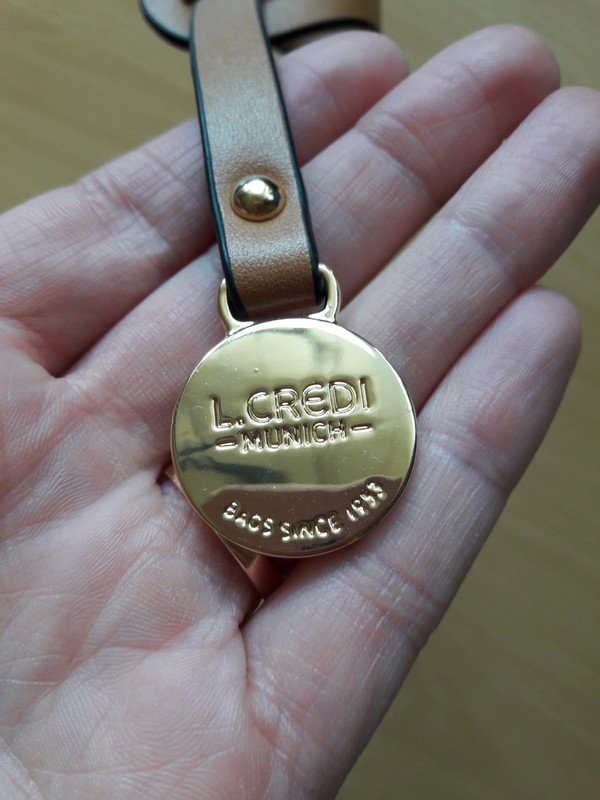 L.CREDI
-MUNICH-
BAGS SINCE 1953